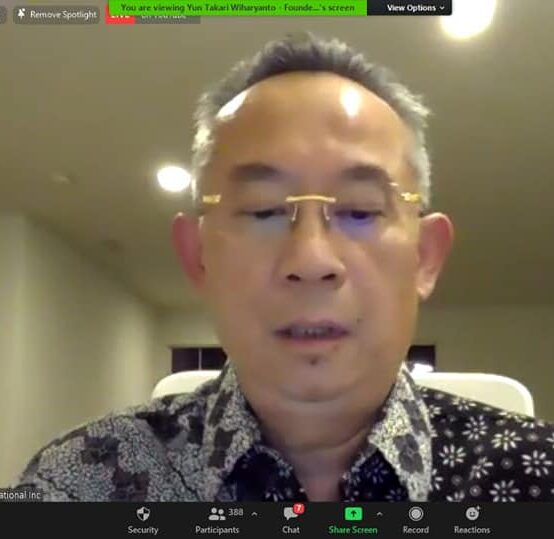 Remove Spotlight
LIVE
on YouTube
You are viewing Yun Takari Wiharyanto - Founde...'s screen
View Options
ational Inc
Security
Participants
388
Chat
7
Share Screen
Record
Reactions